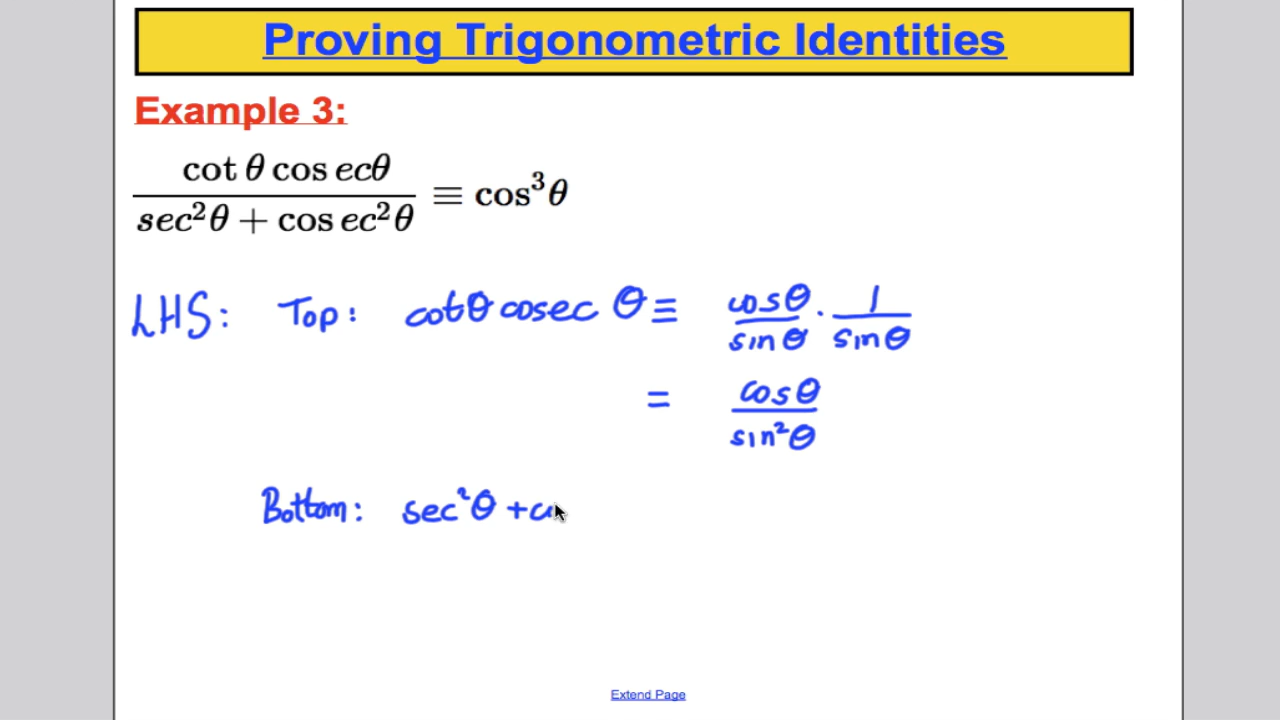 Proving Trigonometric Identities
Example 3:
cot θ cos ecθ
sec²θ + cos ec²θ ≡ cos³θ
LHS: Top: cotθ cosec θ ≡ cosθ/sinθ · 1/sinθ
= cosθ/sin²θ
Bottom: sec²θ +co
Extend Page